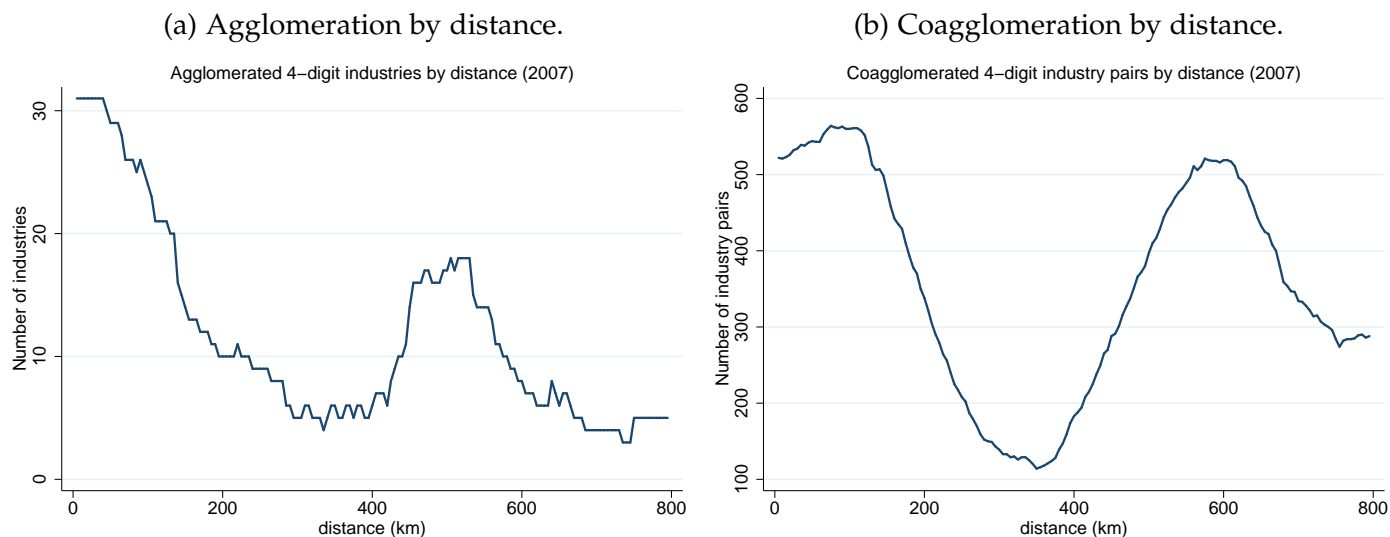 (a) Agglomeration by distance.
Agglomerated 4−digit industries by distance (2007)
Number of industries
30
20
10
0
0 200 400 600 800
distance (km)
(b) Coagglomeration by distance.
Coagglomerated 4−digit industry pairs by distance (2007)
Number of industry pairs
600
500
400
300
200
100
0 200 400 600 800
distance (km)